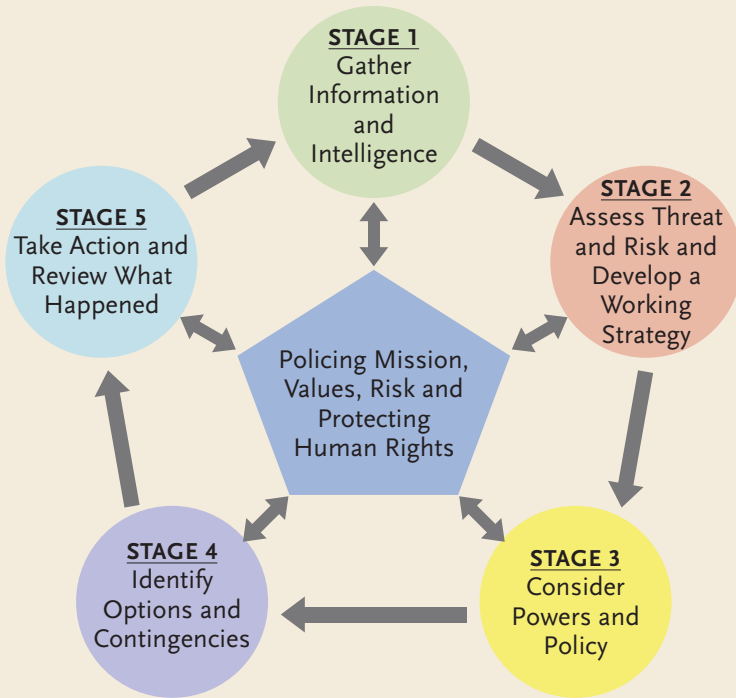 STAGE 1
Gather
Information
and
Intelligence
STAGE 2
Assess Threat
and Risk and
Develop a
Working
Strategy
STAGE 5
Take Action and
Review What
Happened
Policing Mission,
Values, Risk and
Protecting
Human Rights
STAGE 4
Identify
Options and
Contingencies
STAGE 3
Consider
Powers and
Policy